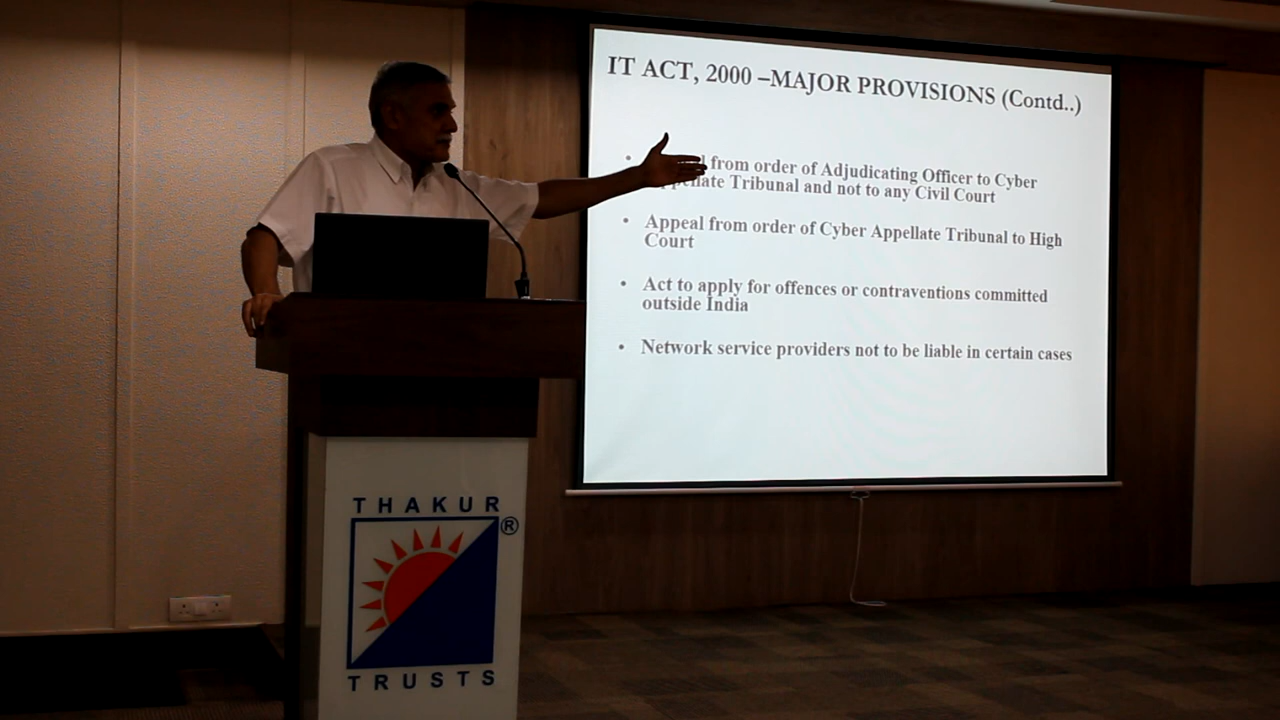 IT ACT, 2000 –MAJOR PROVISIONS (Contd..)
• from order of Adjudicating Officer to Cyber
Tribunal and not to any Civil Court
• Appeal from order of Cyber Appellate Tribunal to High
Court
• Act to apply for offences or contraventions committed
outside India
• Network service providers not to be liable in certain cases
THAKUR
®
TRUSTS